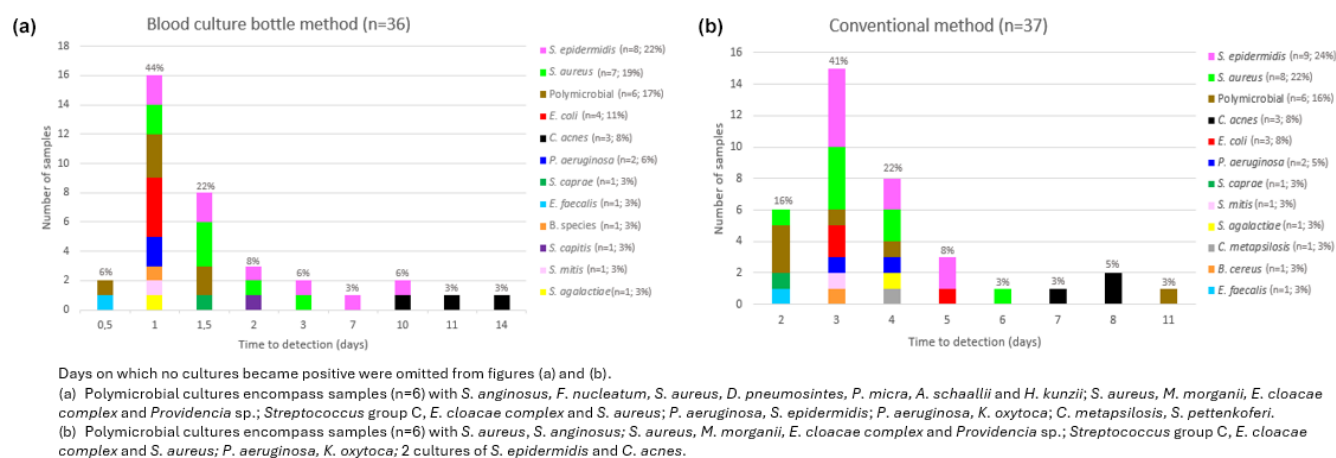 (a)
Blood culture bottle method (n=36)
18
16
14
12
10
8
6
4
2
0
Number of samples
6%
44%
22%
8%
6%
3%
6%
3%
3%
0,5
1
1,5
2
3
7
10
11
14
Time to detection (days)
S. epidermidis (n=8; 22%)
S. aureus (n=7; 19%)
Polymicrobial (n=6; 17%)
E. coli (n=4; 11%)
C. acnes (n=3; 8%)
P. aeruginosa (n=2; 6%)
S. caprae (n=1; 3%)
E. faecalis (n=1; 3%)
B. species (n=1; 3%)
S. capitis (n=1; 3%)
S. mitis (n=1; 3%)
S. agalactiae(n=1; 3%)
(b)
Conventional method (n=37)
16
14
12
10
8
6
4
2
0
Number of samples
16%
41%
22%
8%
3%
3%
5%
3%
2
3
4
5
6
7
8
11
Time to detection (days)
S. epidermidis (n=9; 24%)
S. aureus (n=8; 22%)
Polymicrobial (n=6; 16%)
C. acnes (n=3; 8%)
E. coli (n=3; 8%)
P. aeruginosa (n=2; 5%)
S. caprae (n=1; 3%)
S. mitis (n=1; 3%)
S. agalactiae (n=1; 3%)
C. metapsilosis (n=1; 3%)
B. cereus (n=1; 3%)
E. faecalis (n=1; 3%)
Days on which no cultures became positive were omitted from figures (a) and (b).
(a) Polymicrobial cultures encompass samples (n=6) with S. anginosus, F. nucleatum, S. aureus, D. pneumosintes, P. micra, A. schaallii and H. kunzii; S. aureus, M. morganii, E. cloacae
complex and Providencia sp.; Streptococcus group C, E. cloacae complex and S. aureus; P. aeruginosa, S. epidermidis; P. aeruginosa, K. oxytoca; C. metapsilosis, S. pettenkoferi.
(b) Polymicrobial cultures encompass samples (n=6) with S. aureus, S. anginosus; S. aureus, M. morganii, E. cloacae complex and Providencia sp.; Streptococcus group C, E. cloacae
complex and S. aureus; P. aeruginosa, K. oxytoca; 2 cultures of S. epidermidis and C. acnes.